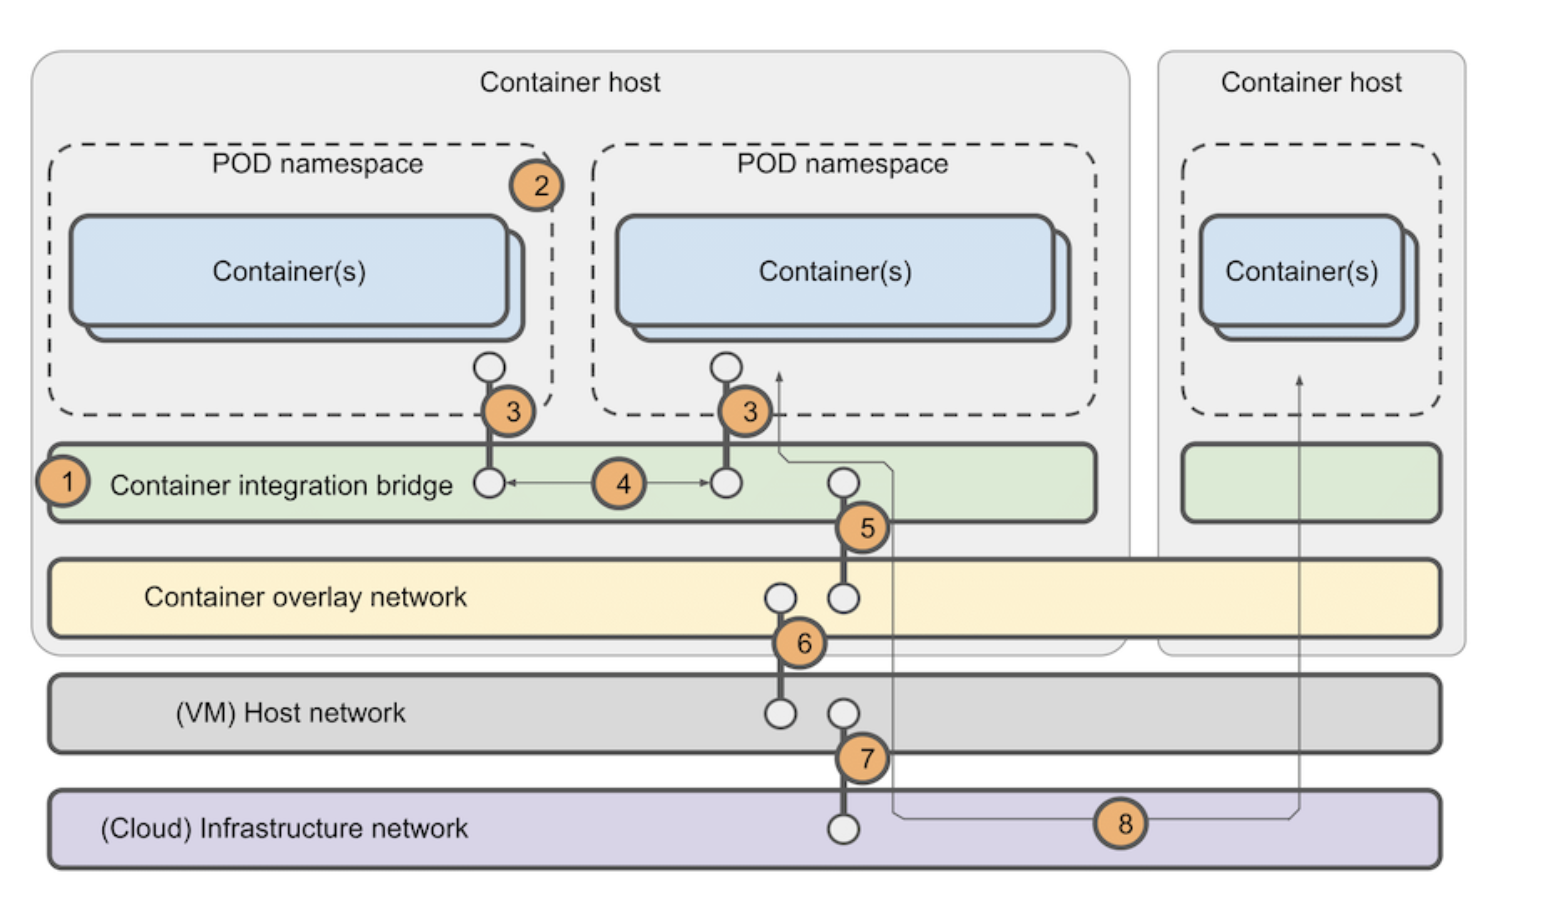 Container host
Container host
POD namespace
POD namespace
2
Container(s)
Container(s)
Container(s)
3
3
1
Container integration bridge
4
5
Container overlay network
6
(VM) Host network
7
(Cloud) Infrastructure network
8